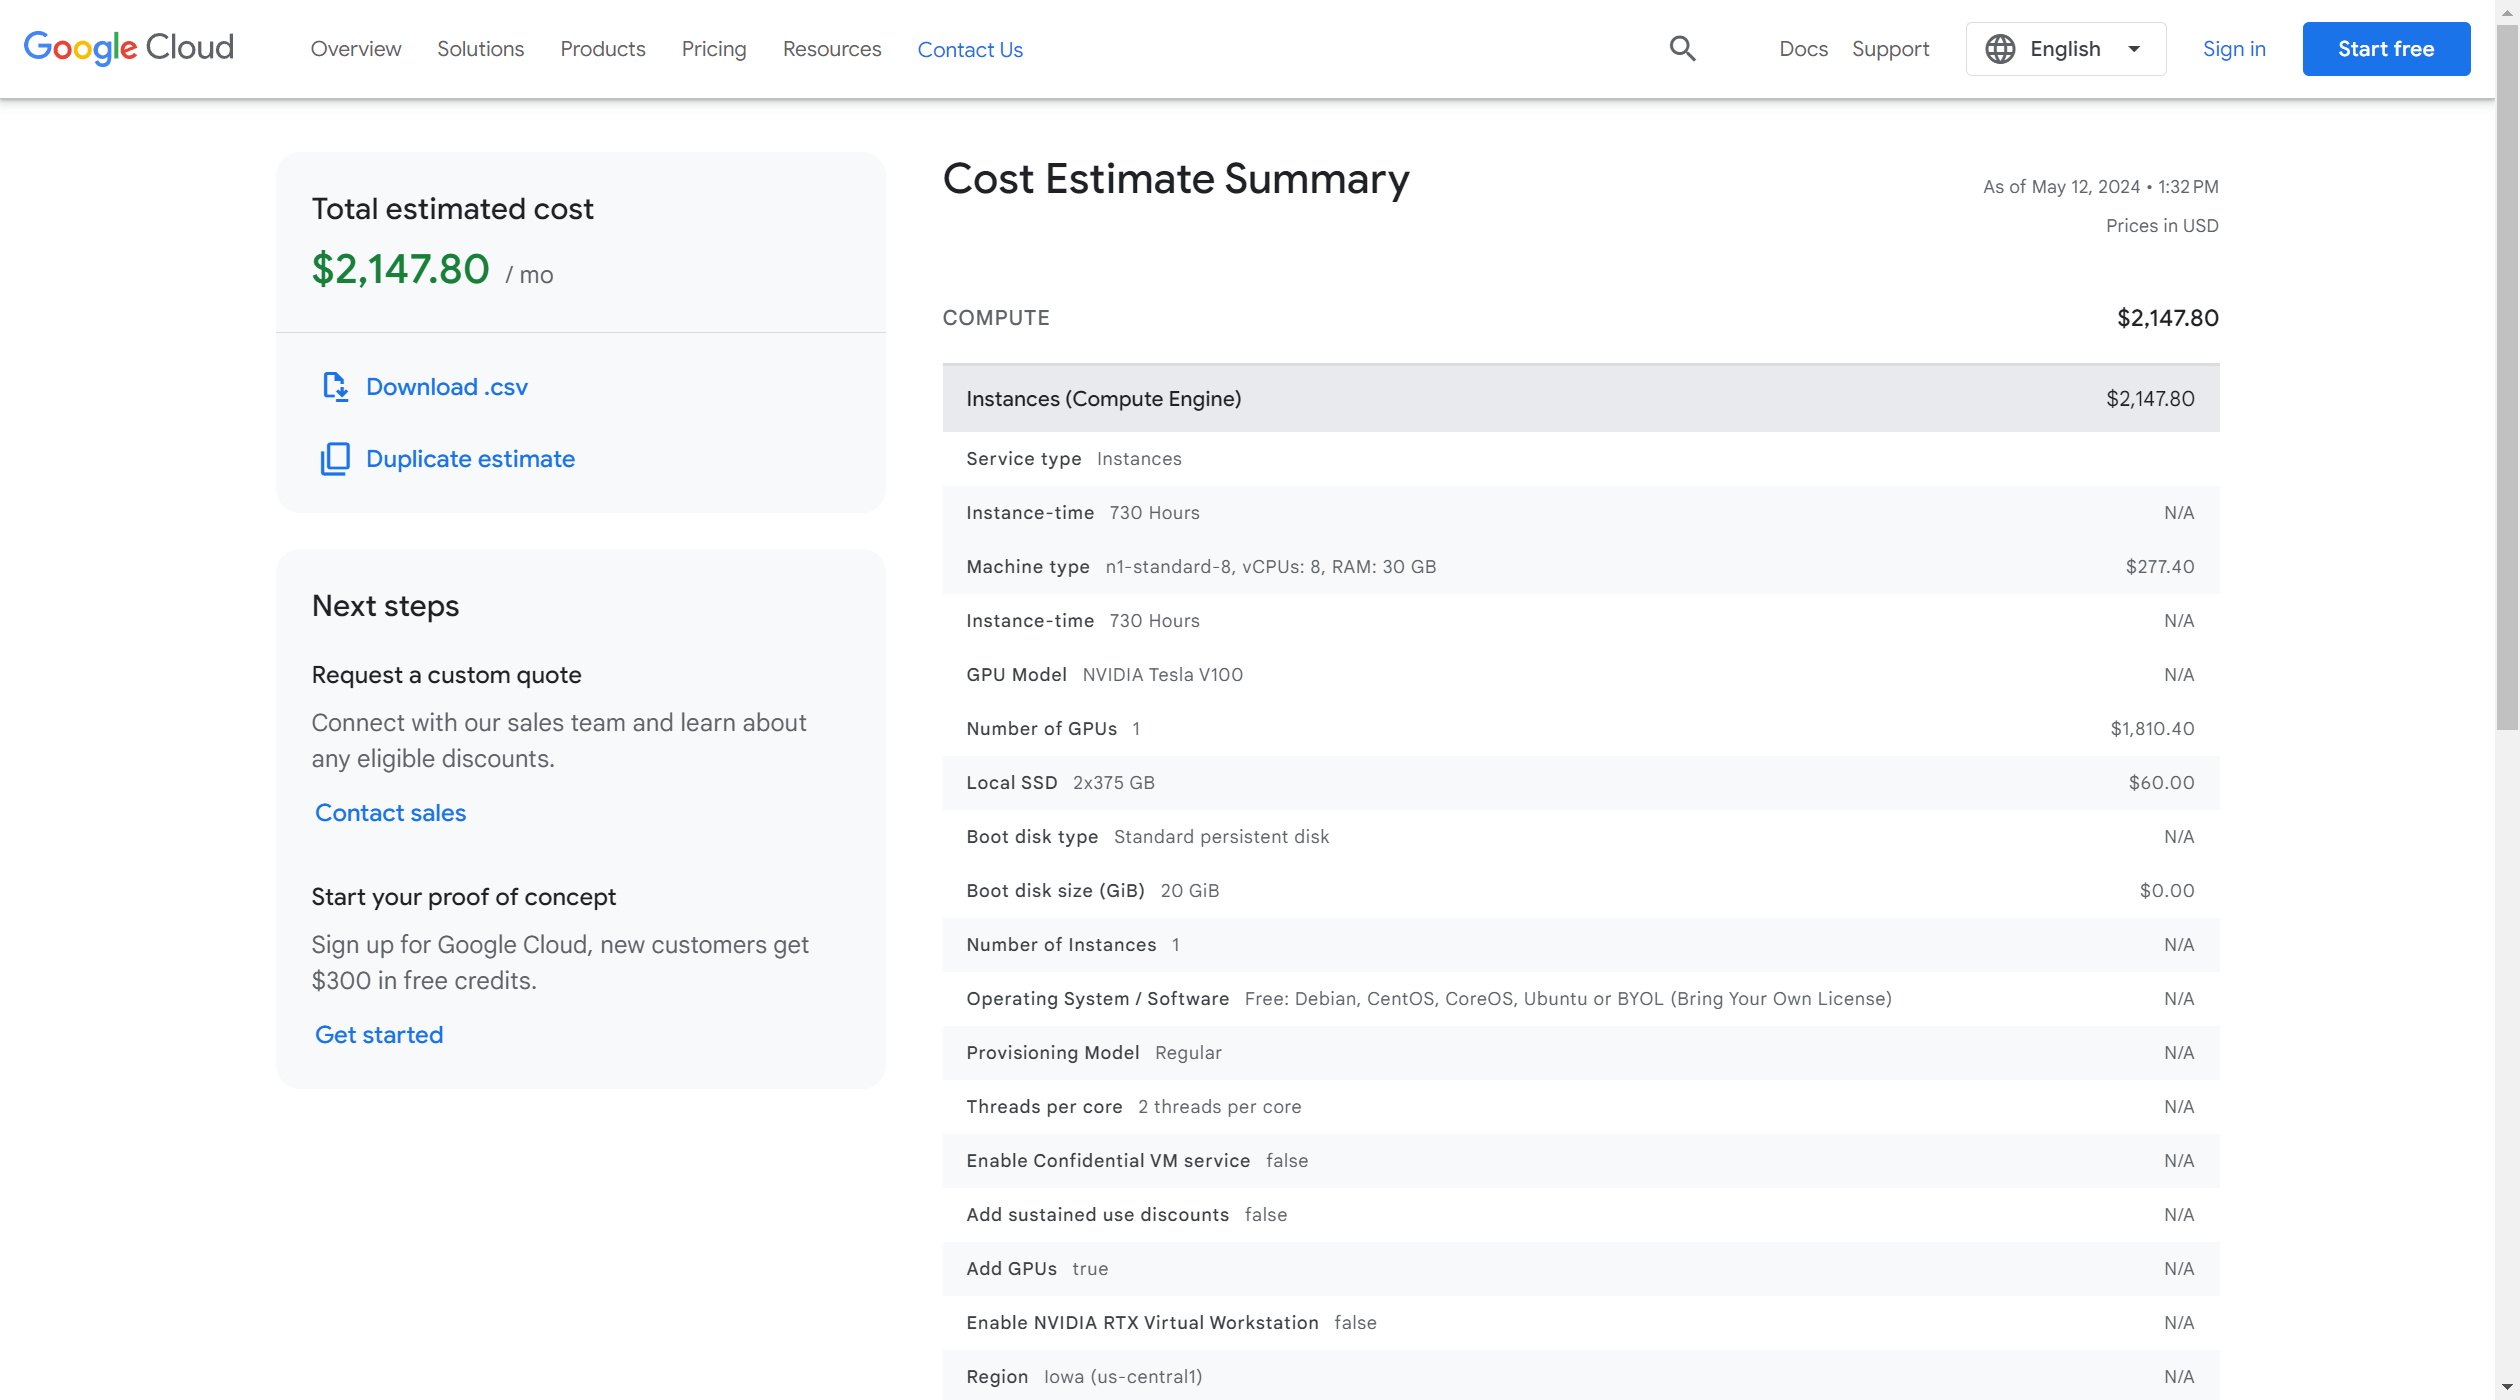 Google Cloud
Overview
Solutions
Products
Pricing
Resources
Contact Us
Docs
Support
English
Sign in
Start free
Total estimated cost
$2,147.80 / mo
Download .csv
Duplicate estimate
Next steps
Request a custom quote
Connect with our sales team and learn about
any eligible discounts.
Contact sales
Start your proof of concept
Sign up for Google Cloud, new customers get
$300 in free credits.
Get started
Cost Estimate Summary
As of May 12, 2024 • 1:32 PM
Prices in USD
COMPUTE $2,147.80
Instances (Compute Engine) $2,147.80
Service type Instances
Instance-time 730 Hours N/A
Machine type n1-standard-8, vCPUs: 8, RAM: 30 GB $277.40
Instance-time 730 Hours N/A
GPU Model NVIDIA Tesla V100 N/A
Number of GPUs 1 $1,810.40
Local SSD 2x375 GB $60.00
Boot disk type Standard persistent disk N/A
Boot disk size (GiB) 20 GiB $0.00
Number of Instances 1 N/A
Operating System / Software Free: Debian, CentOS, CoreOS, Ubuntu or BYOL (Bring Your Own License) N/A
Provisioning Model Regular N/A
Threads per core 2 threads per core N/A
Enable Confidential VM service false N/A
Add sustained use discounts false N/A
Add GPUs true N/A
Enable NVIDIA RTX Virtual Workstation false N/A
Region Iowa (us-central1) N/A